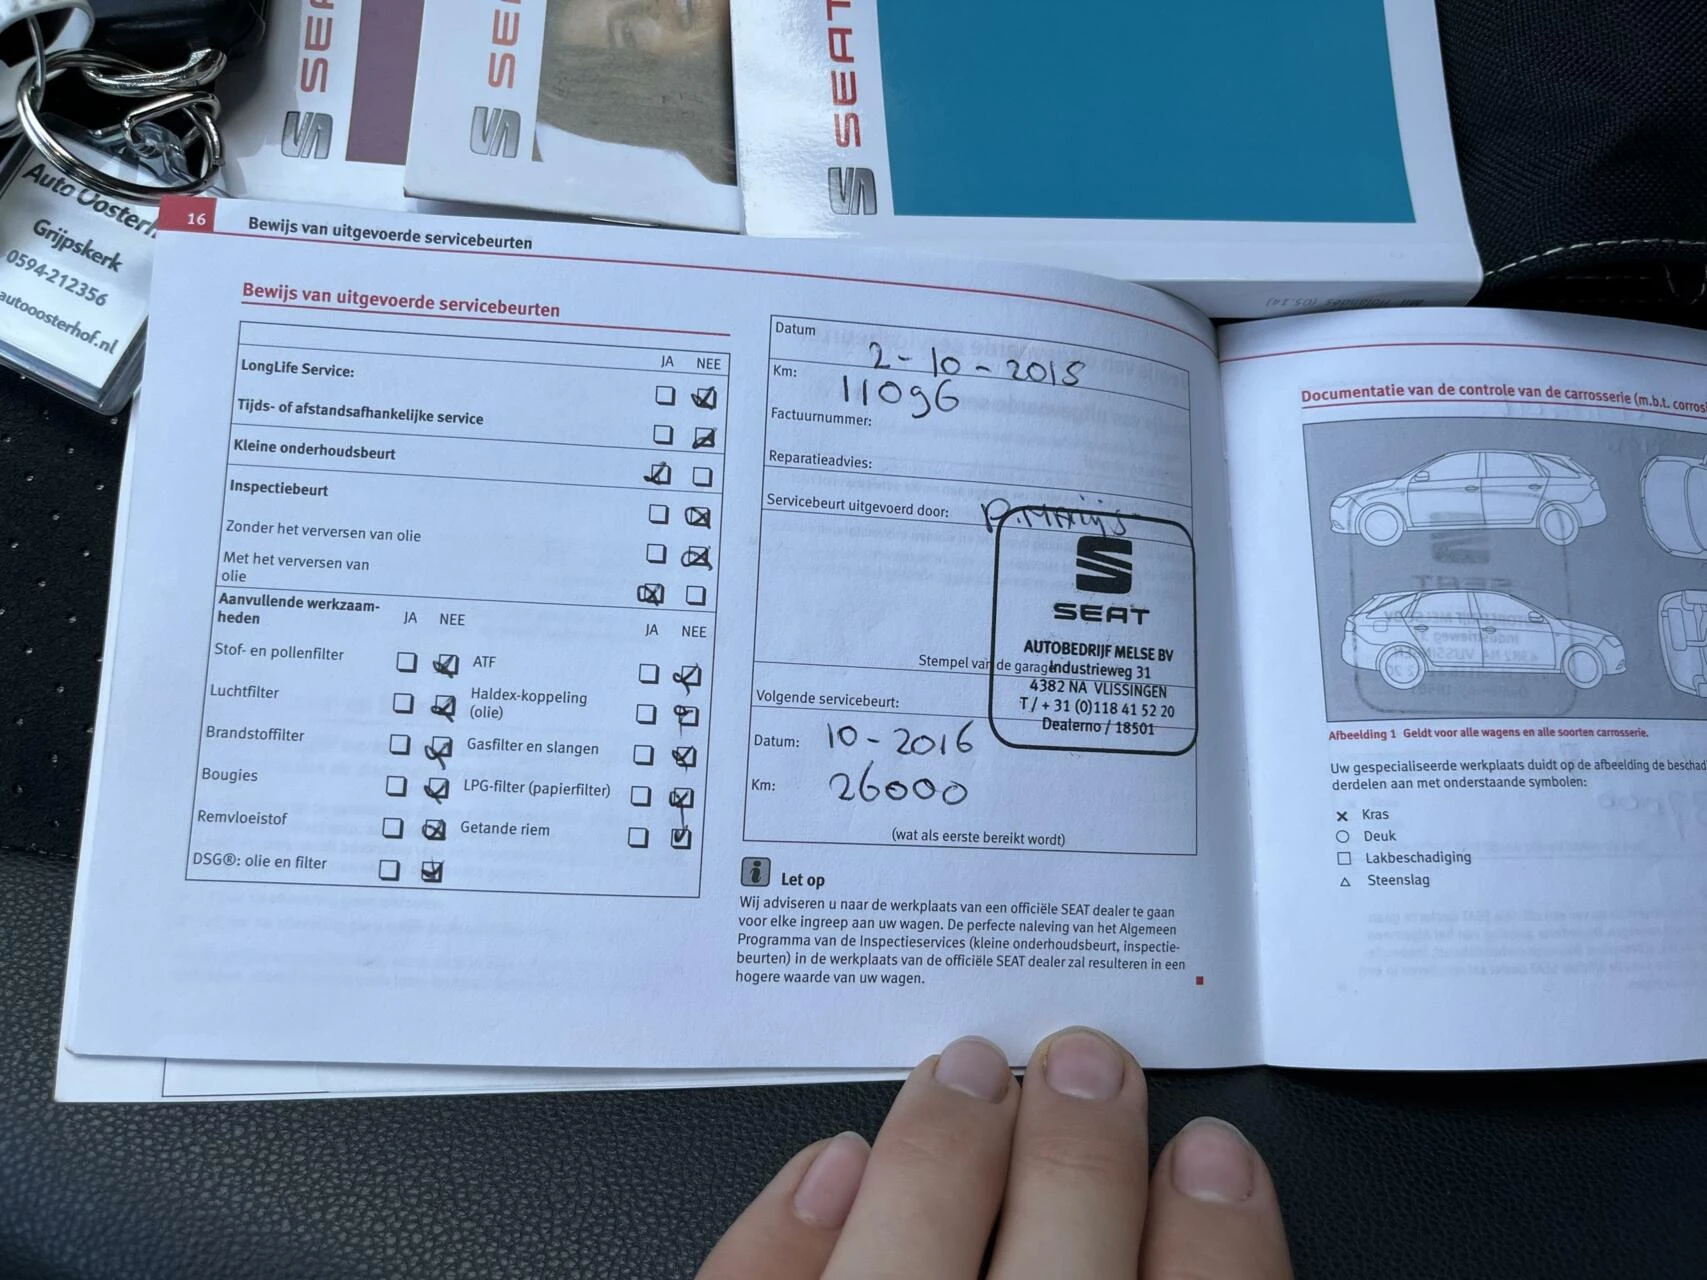 SEAT
SEAT
SEAT
Auto Oosterh
Grijpskerk
0594-212356
autooosterhof.nl
16 Bewijs van uitgevoerde servicebeurten
Bewijs van uitgevoerde servicebeurten
JA NEE
LongLife Service:
Tijds- of afstandsafhankelijke service
Kleine onderhoudsbeurt
Inspectiebeurt
Zonder het verversen van olie
Met het verversen van
olie
Aanvullende werkzaam-
heden
JA NEE
JA NEE
Stof- en pollenfilter
ATF
Luchtfilter
Haldex-koppeling
(olie)
Brandstoffilter
Gasfilter en slangen
Bougies
LPG-filter (papierfilter)
Remvloeistof
Getande riem
DSG®: olie en filter
Datum
2-10-2015
Km:
11096
Factuurnummer:
Reparatieadvies:
Servicebeurt uitgevoerd door:
SEAT
AUTOBEDRIJF MELSE BV
Stempel van de garage
Industrieweg 31
4382 NA VLISSINGEN
T / + 31 (0)118 41 52 20
Dealerno / 18501
Volgende servicebeurt:
Datum: 10-2016
Km: 26000
(wat als eerste bereikt wordt)
i Let op
Wij adviseren u naar de werkplaats van een officiële SEAT dealer te gaan
voor elke ingreep aan uw wagen. De perfecte naleving van het Algemeen
Programma van de Inspectieservices (kleine onderhoudsbeurt, inspectie-
beurten) in de werkplaats van de officiële SEAT dealer zal resulteren in een
hogere waarde van uw wagen.
Documentatie van de controle van de carrosserie (m.b.t. corros
Afbeelding 1 Geldt voor alle wagens en alle soorten carrosserie.
Uw gespecialiseerde werkplaats duidt op de afbeelding de beschad
derdelen aan met onderstaande symbolen:
Kras
Deuk
Lakbeschadiging
Steenslag